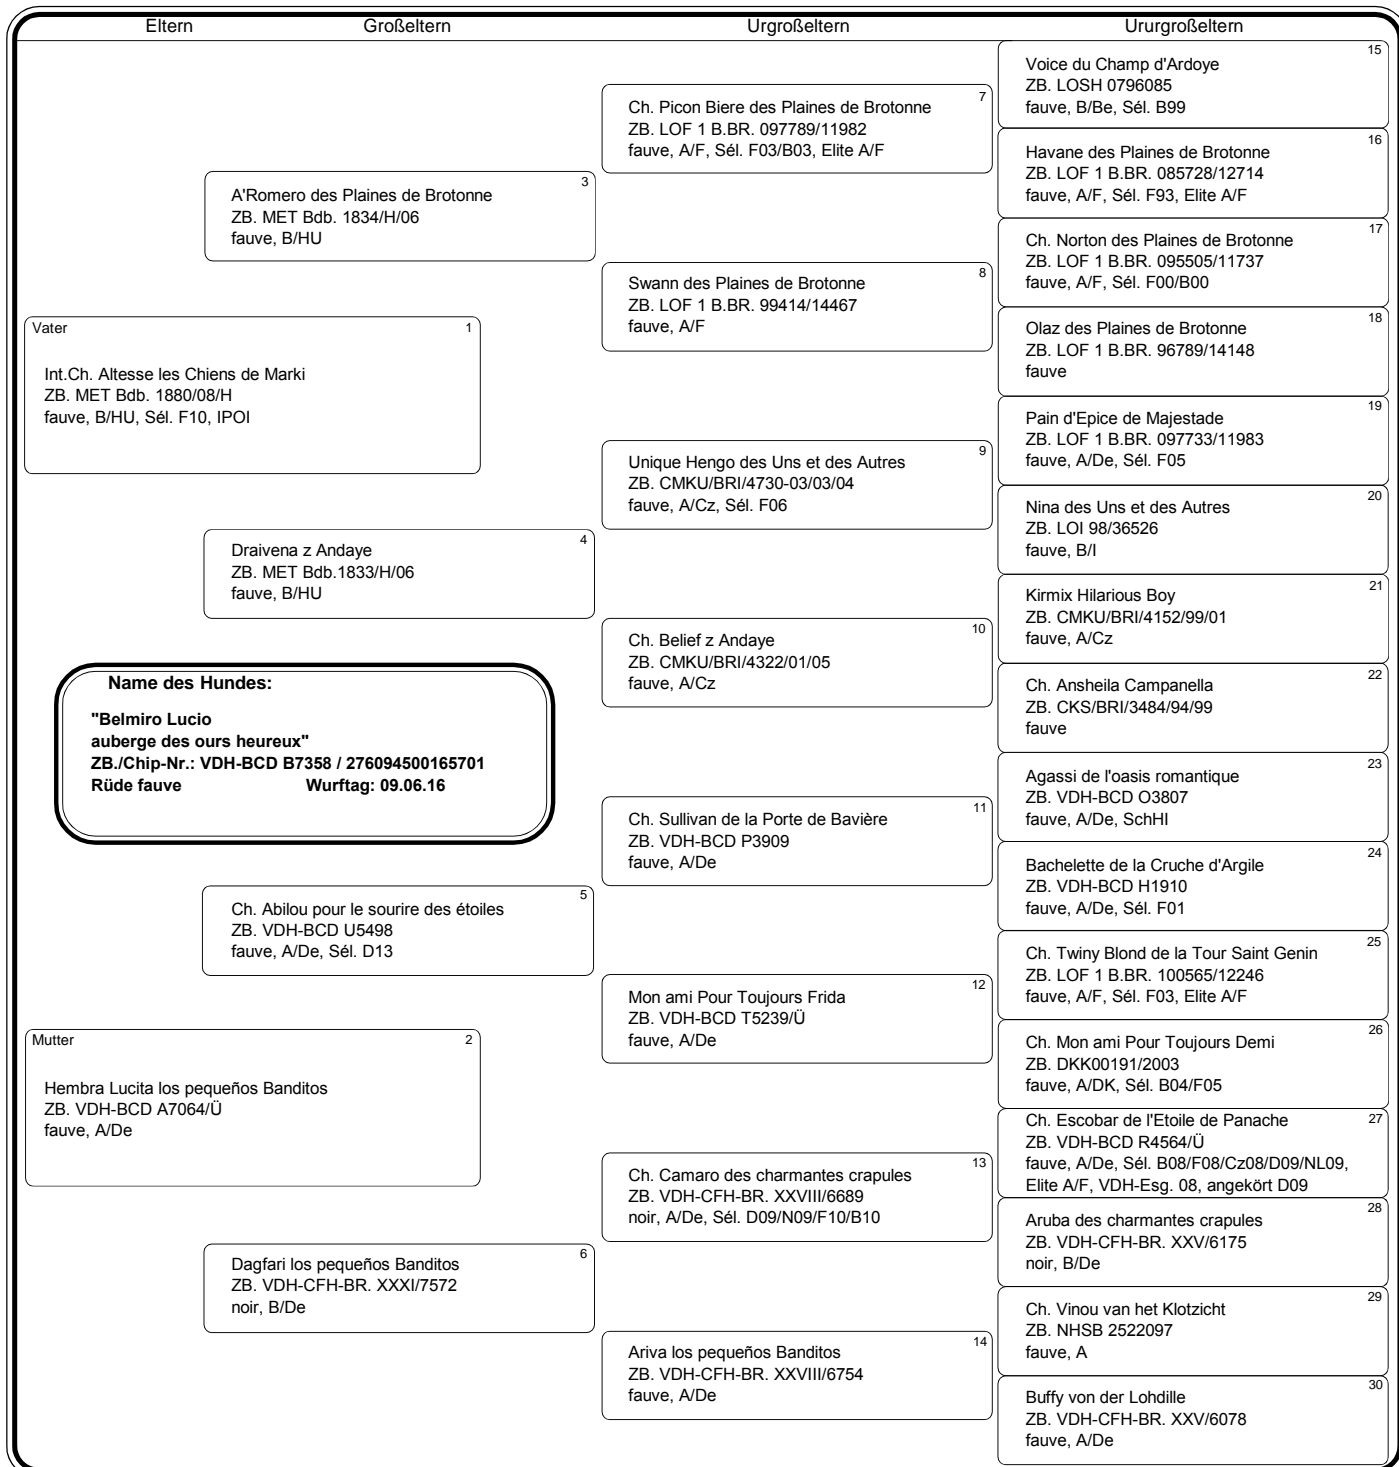 Eltern Großeltern Urgroßeltern Ururgroßeltern
Vater 1
Int.Ch. Altesse les Chiens de Marki
ZB. MET Bdb. 1880/08/H
fauve, B/HU, Sél. F10, IPOI
Mutter 2
Hembra Lucita los pequeños Banditos
ZB. VDH-BCD A7064/Ü
fauve, A/De
Name des Hundes:
"Belmiro Lucio
auberge des ours heureux"
ZB./Chip-Nr.: VDH-BCD B7358 / 276094500165701
Rüde fauve Wurftag: 09.06.16
3
A'Romero des Plaines de Brotonne
ZB. MET Bdb. 1834/H/06
fauve, B/HU
4
Draivena z Andaye
ZB. MET Bdb.1833/H/06
fauve, B/HU
5
Ch. Abilou pour le sourire des étoiles
ZB. VDH-BCD U5498
fauve, A/De, Sél. D13
6
Dagfari los pequeños Banditos
ZB. VDH-CFH-BR. XXXI/7572
noir, B/De
7
Ch. Picon Biere des Plaines de Brotonne
ZB. LOF 1 B.BR. 097789/11982
fauve, A/F, Sél. F03/B03, Elite A/F
8
Swann des Plaines de Brotonne
ZB. LOF 1 B.BR. 99414/14467
fauve, A/F
9
Unique Hengo des Uns et des Autres
ZB. CMKU/BRI/4730-03/03/04
fauve, A/Cz, Sél. F06
10
Ch. Belief z Andaye
ZB. CMKU/BRI/4322/01/05
fauve, A/Cz
11
Ch. Sullivan de la Porte de Bavière
ZB. VDH-BCD P3909
fauve, A/De
12
Mon ami Pour Toujours Frida
ZB. VDH-BCD T5239/Ü
fauve, A/De
13
Ch. Camaro des charmantes crapules
ZB. VDH-CFH-BR. XXVIII/6689
noir, A/De, Sél. D09/N09/F10/B10
14
Ariva los pequeños Banditos
ZB. VDH-CFH-BR. XXVIII/6754
fauve, A/De
15
Voice du Champ d'Ardoye
ZB. LOSH 0796085
fauve, B/Be, Sél. B99
16
Havane des Plaines de Brotonne
ZB. LOF 1 B.BR. 085728/12714
fauve, A/F, Sél. F93, Elite A/F
17
Ch. Norton des Plaines de Brotonne
ZB. LOF 1 B.BR. 095505/11737
fauve, A/F, Sél. F00/B00
18
Olaz des Plaines de Brotonne
ZB. LOF 1 B.BR. 96789/14148
fauve
19
Pain d'Epice de Majestade
ZB. LOF 1 B.BR. 097733/11983
fauve, A/De, Sél. F05
20
Nina des Uns et des Autres
ZB. LOI 98/36526
fauve, B/I
21
Kirmix Hilarious Boy
ZB. CMKU/BRI/4152/99/01
fauve, A/Cz
22
Ch. Ansheila Campanella
ZB. CKS/BRI/3484/94/99
fauve
23
Agassi de l'oasis romantique
ZB. VDH-BCD O3807
fauve, A/De, SchHI
24
Bachelette de la Cruche d'Argile
ZB. VDH-BCD H1910
fauve, A/De, Sél. F01
25
Ch. Twiny Blond de la Tour Saint Genin
ZB. LOF 1 B.BR. 100565/12246
fauve, A/F, Sél. F03, Elite A/F
26
Ch. Mon ami Pour Toujours Demi
ZB. DKK00191/2003
fauve, A/DK, Sél. B04/F05
27
Ch. Escobar de l'Etoile de Panache
ZB. VDH-BCD R4564/Ü
fauve, A/De, Sél. B08/F08/Cz08/D09/NL09,
Elite A/F, VDH-Esg. 08, angekört D09
28
Aruba des charmantes crapules
ZB. VDH-CFH-BR. XXV/6175
noir, B/De
29
Ch. Vinou van het Klotzicht
ZB. NHSB 2522097
fauve, A
30
Buffy von der Lohdille
ZB. VDH-CFH-BR. XXV/6078
fauve, A/De